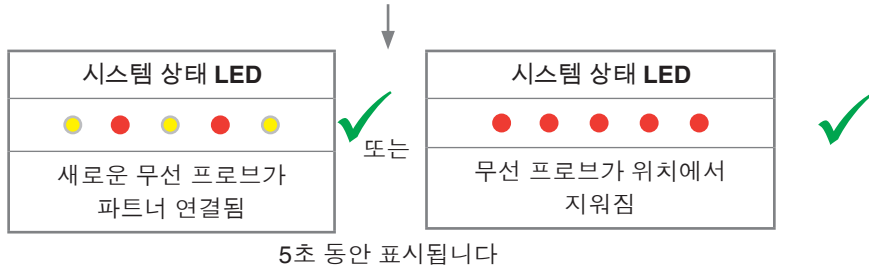 시스템 상태 LED
새로운 무선 프로브가
파트너 연결됨
또는
시스템 상태 LED
무선 프로브가 위치에서
지워짐
5초 동안 표시됩니다